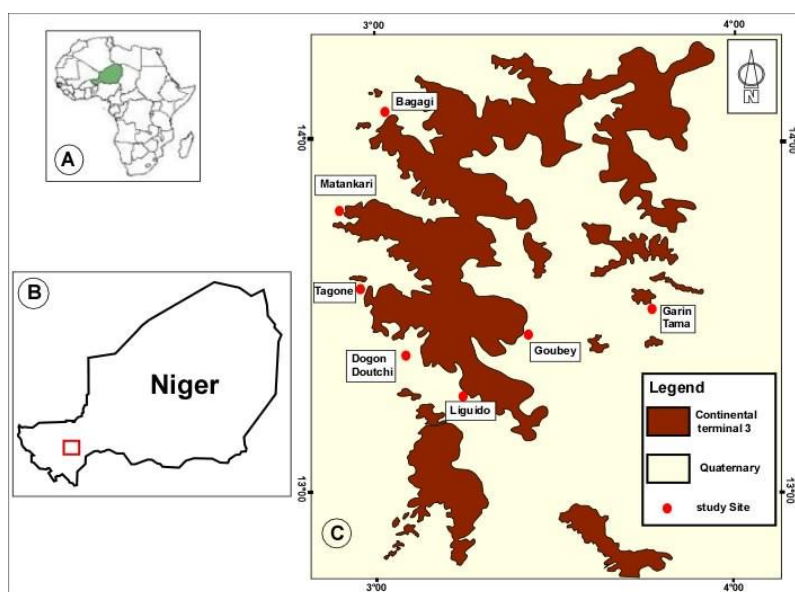 A
B
Niger
3°00
4°00
N
Bagagi
14°00
14°00
Matankari
Tagone
Garin
Tama
Goubey
Dogon
Doutchi
Liguido
Legend
Continental
terminal 3
Quaternary
study Site
13°00
13°00
C
3°00
4°00